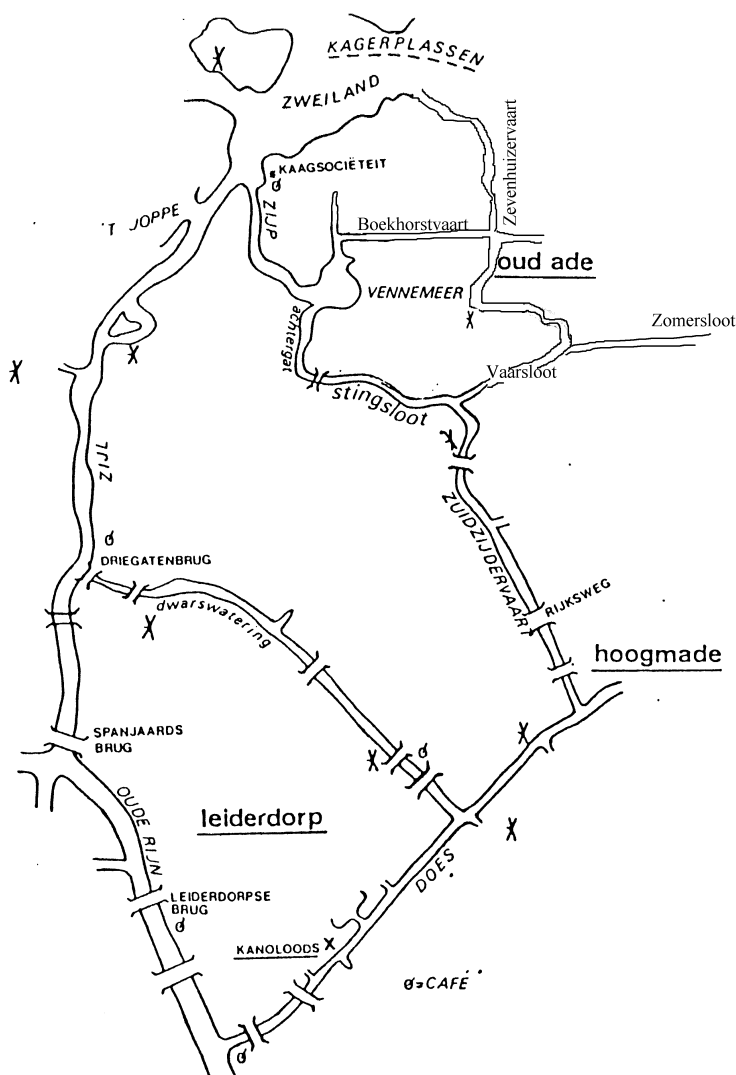 KAGERPLASSEN
ZWEILAND
Zevenhuizervaart
KAAGSOCIËTEIT
'T JOPPE
ZIJP
Boekhorstvaart
oud ade
VENNEMEER
achtergat
Zomersloot
Vaarsloot
stingsloot
ZIJL
ZUIDZIJDERVAART
DRIEGATENBRUG
dwarswatering
RIJKSWEG
hoogmade
SPANJAARDS
BRUG
OUDE RIJN
leiderdorp
DOES
LEIDERDORPSE
BRUG
KANOLOODS
= CAFÉ